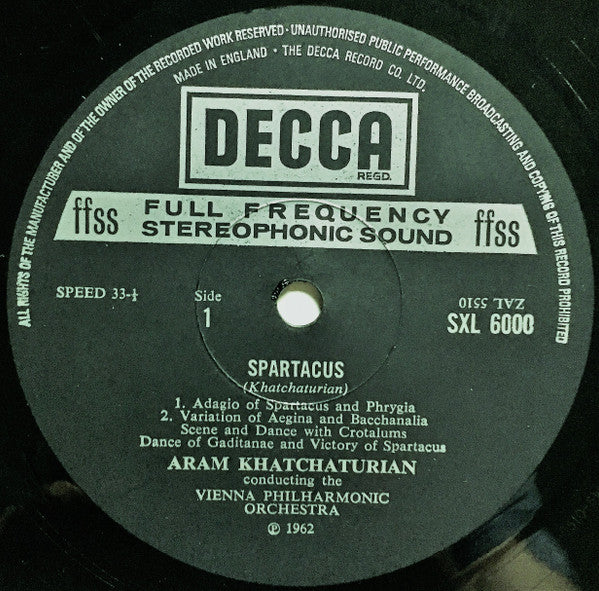 ALL RIGHTS OF THE MANUFACTURER AND OF THE OWNER OF THE RECORDED WORK RESERVED · UNAUTHORISED PUBLIC PERFORMANCE BROADCASTING AND COPYING OF THIS RECORD PROHIBITED
MADE IN ENGLAND · THE DECCA RECORD CO. LTD.
DECCA
REGD.
ffss FULL FREQUENCY STEREOPHONIC SOUND ffss
SPEED 33-⅓
Side
1
ZAL 5510
SXL 6000
SPARTACUS
(Khatchaturian)
1. Adagio of Spartacus and Phrygia
2. Variation of Aegina and Bacchanalia
Scene and Dance with Crotalums
Dance of Gaditanae and Victory of Spartacus
ARAM KHATCHATURIAN
conducting the
VIENNA PHILHARMONIC
ORCHESTRA
℗ 1962